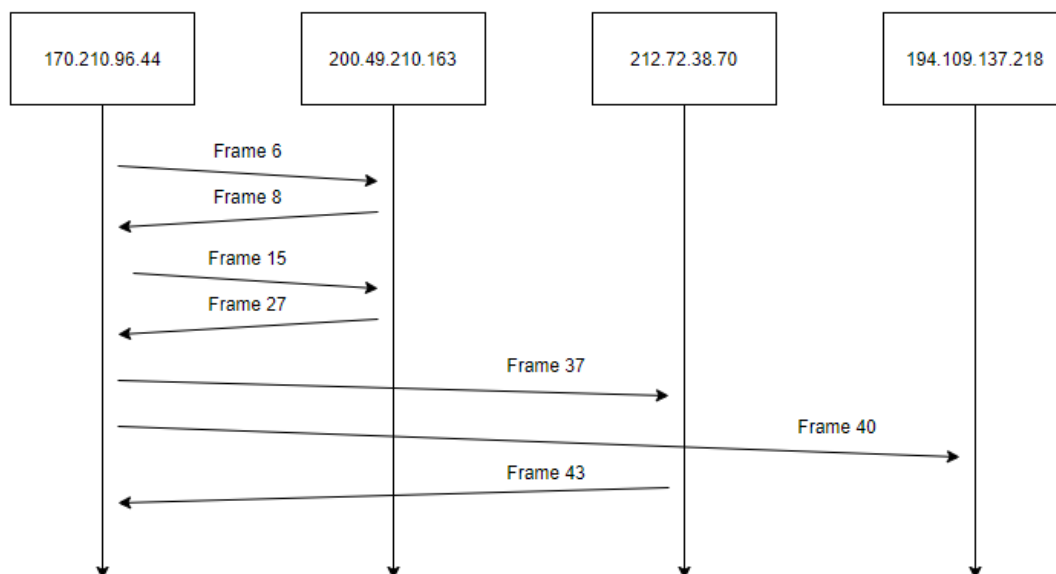 170.210.96.44
200.49.210.163
212.72.38.70
194.109.137.218
Frame 6
Frame 8
Frame 15
Frame 27
Frame 37
Frame 40
Frame 43